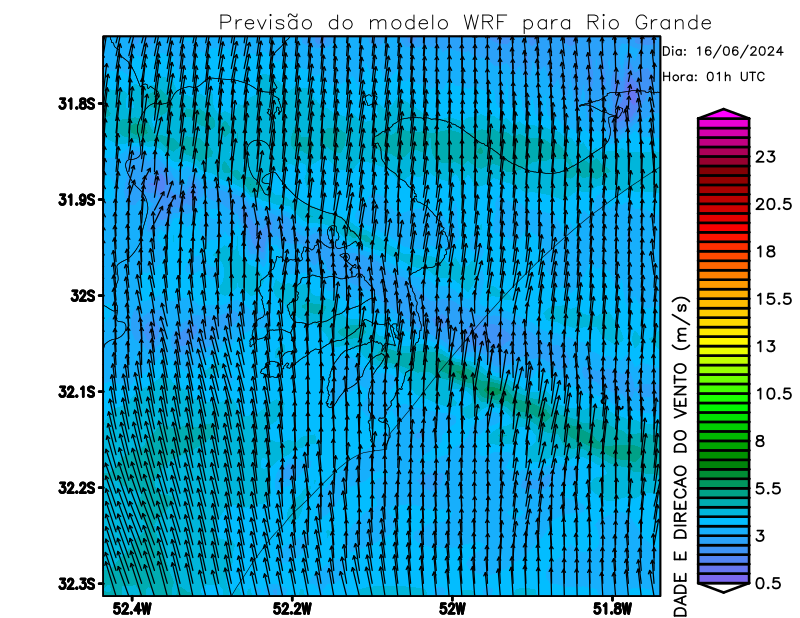 Previsão do modelo WRF para Rio Grande
Dia: 16/06/2024
Hora: 01h UTC
31.8S
31.9S
32S
32.1S
32.2S
32.3S
52.4W
52.2W
52W
51.8W
DADE E DIRECAO DO VENTO (m/s)
23
20.5
18
15.5
13
10.5
8
5.5
3
0.5